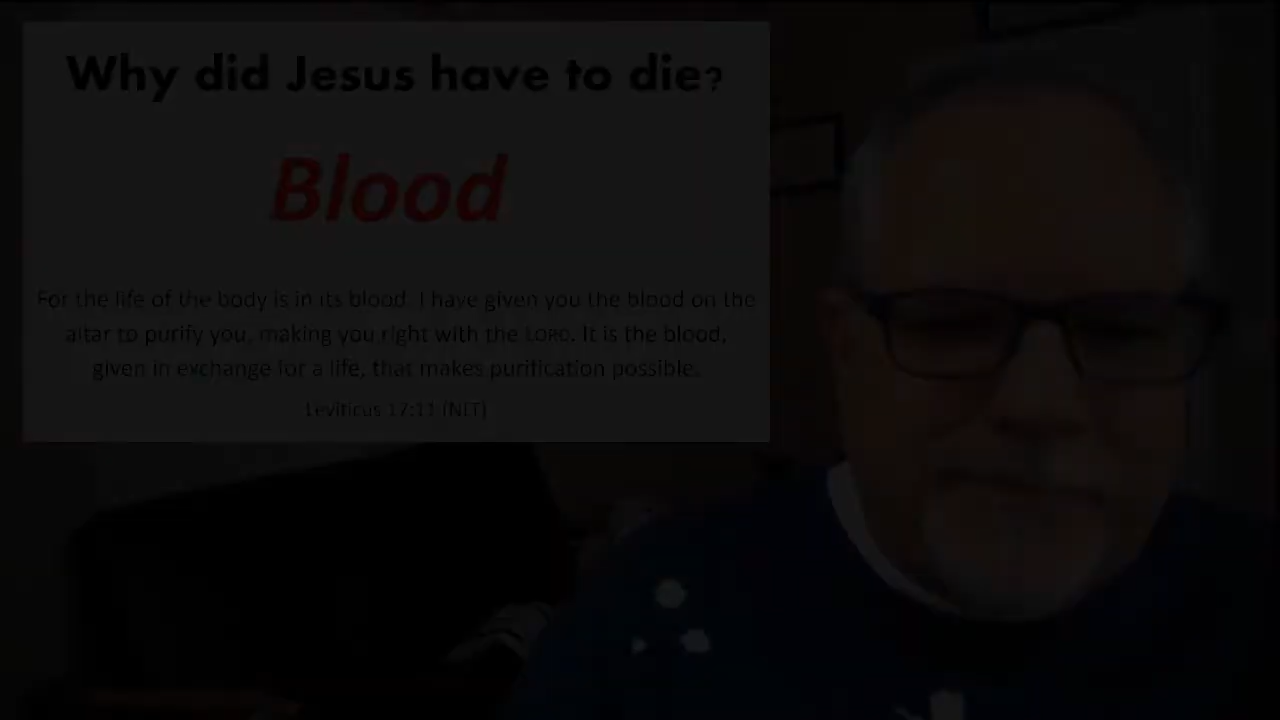 Why did Jesus have to die?
Blood
For the life of the body is in its blood. I have given you the blood on the
altar to purify you, making you right with the LORD. It is the blood,
given in exchange for a life, that makes purification possible.
Leviticus 17:11 (NLT)